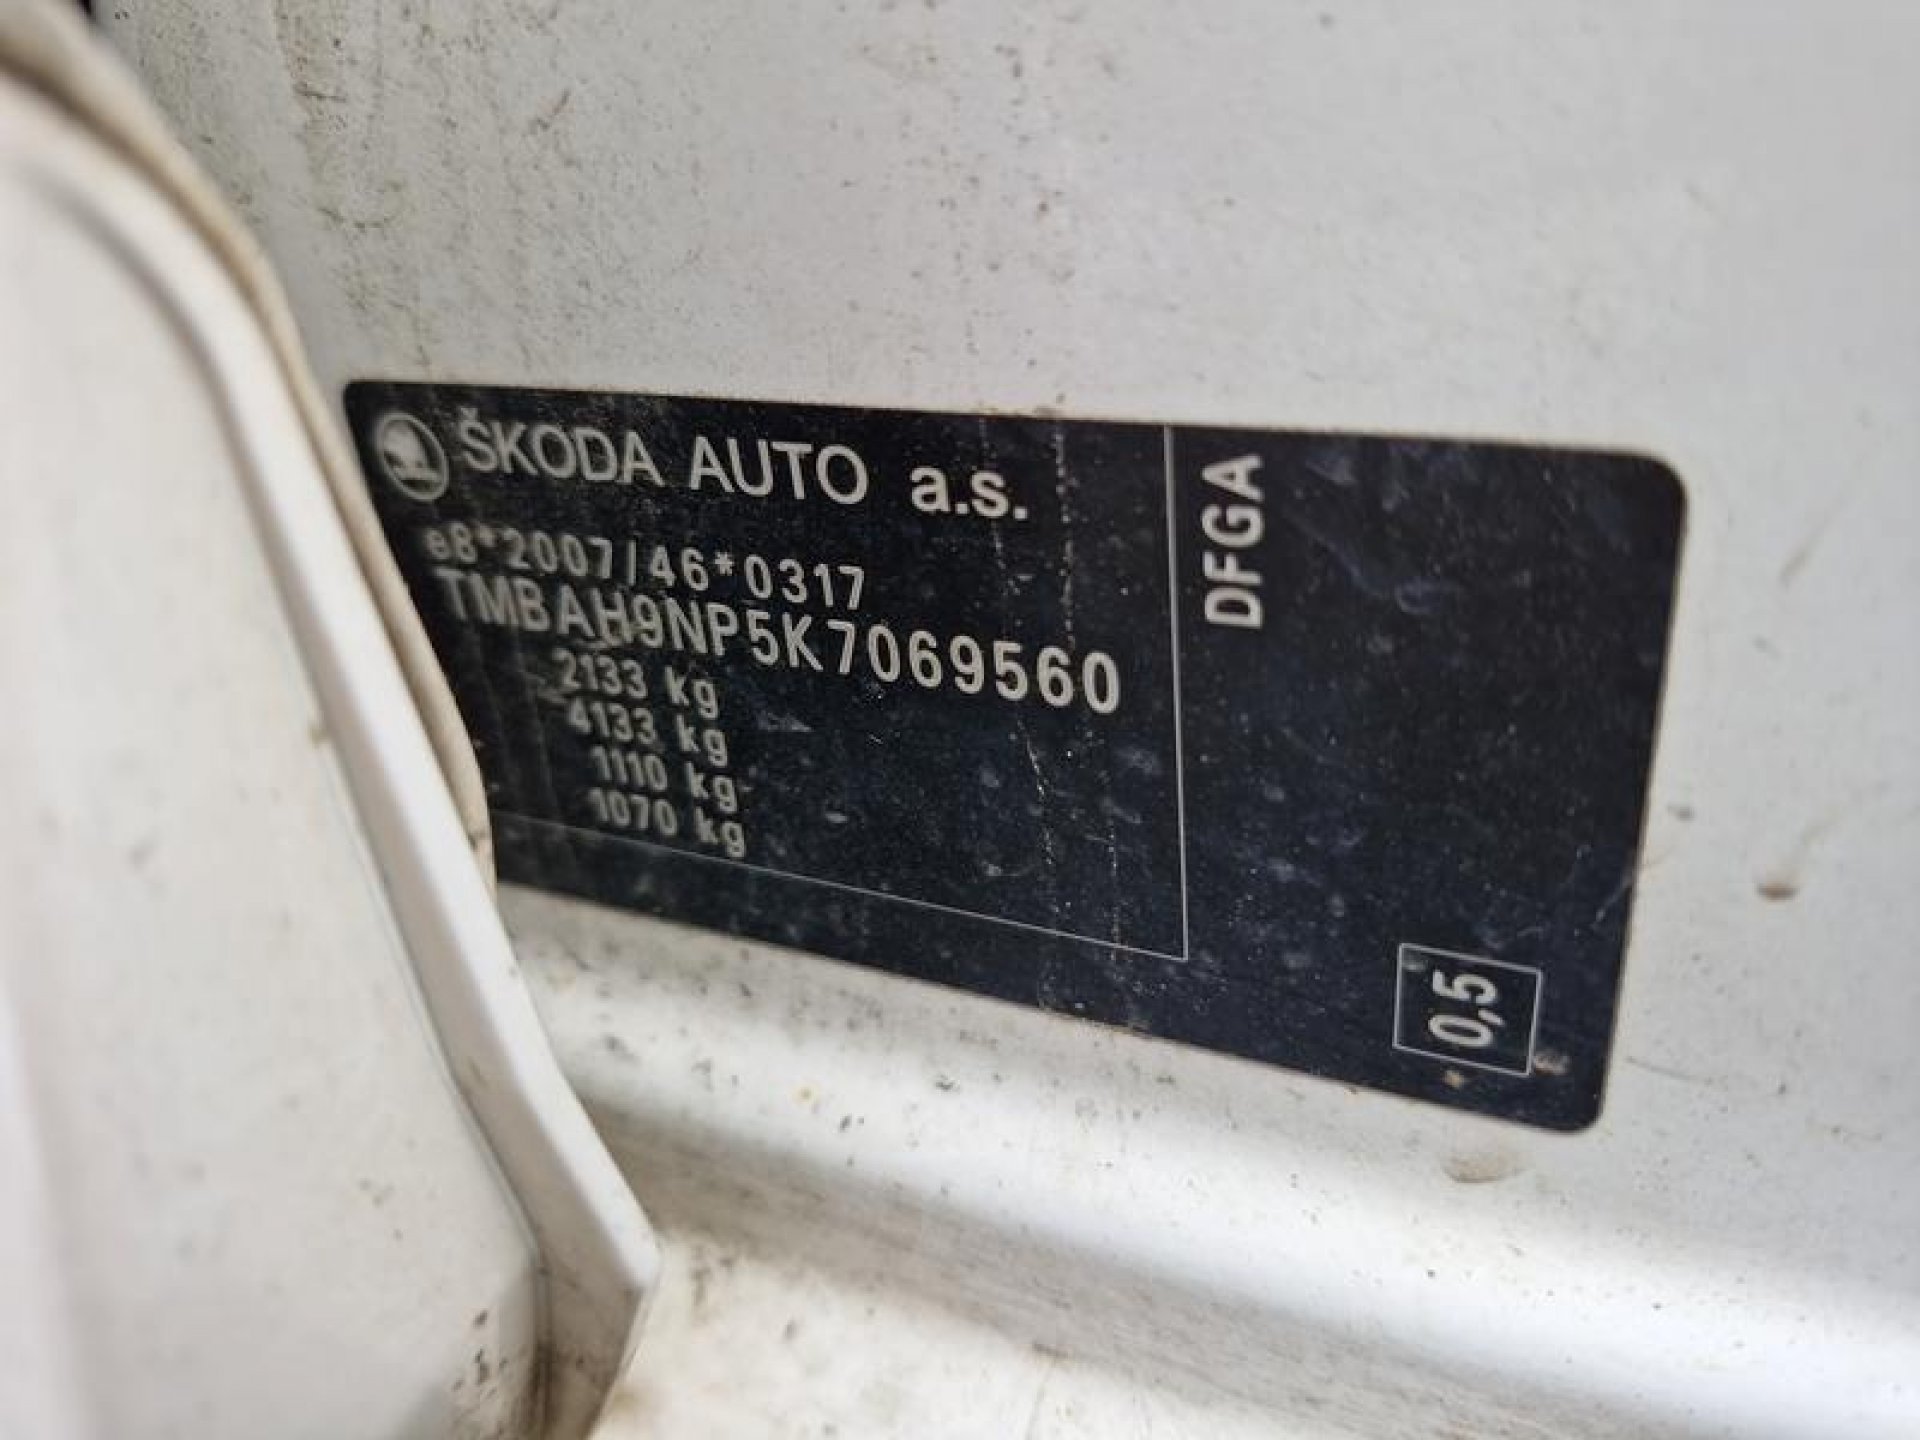 ŠKODA AUTO a.s.
e8*2007/46*0317
TMBAH9NP5K7069560
2133 kg
4133 kg
1110 kg
1070 kg
DFGA
0,5